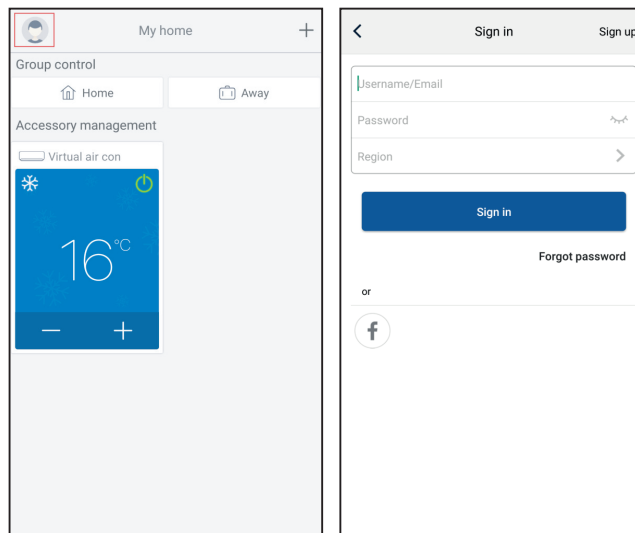 My home
+
Group control
Home
Away
Accessory management
Virtual air con
16°C
— +
Sign in
Sign up
Username/Email
Password
Region
Sign in
Forgot password
or
f